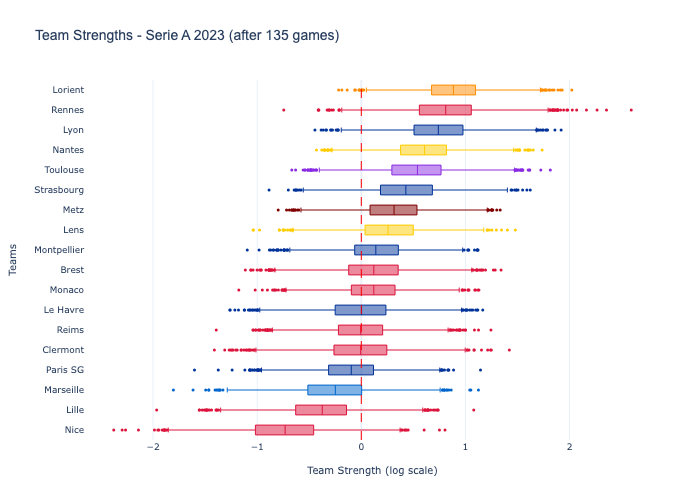 Team Strengths - Serie A 2023 (after 135 games)
Lorient
Rennes
Lyon
Nantes
Toulouse
Strasbourg
Metz
Lens
Montpellier
Brest
Monaco
Le Havre
Reims
Clermont
Paris SG
Marseille
Lille
Nice
Teams
−2 −1 0 1 2
Team Strength (log scale)